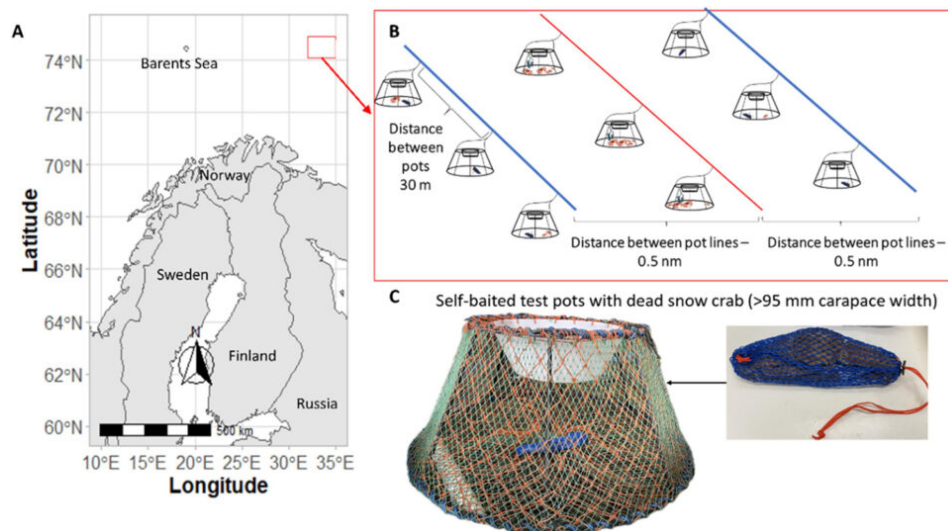 A
74°N
72°N
70°N
68°N
66°N
64°N
62°N
60°N
Latitude
Barents Sea
Norway
Sweden
Finland
Russia
N
500 km
10°E
15°E
20°E
25°E
30°E
35°E
Longitude
B
Distance
between
pots
30 m
Distance between pot lines –
0.5 nm
Distance between pot lines –
0.5 nm
C
Self-baited test pots with dead snow crab (>95 mm carapace width)